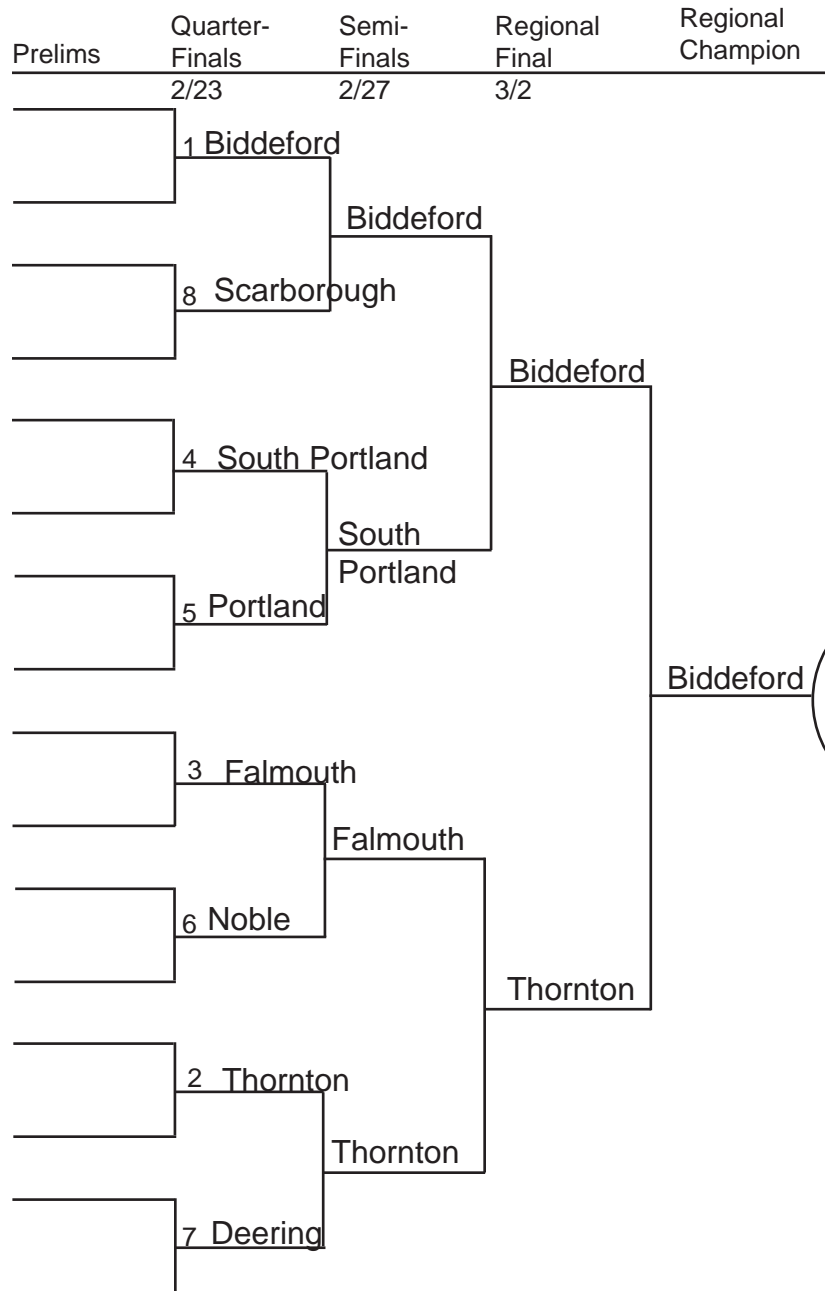 Prelims
Quarter-
Finals
2/23
Semi-
Finals
2/27
Regional
Final
3/2
Regional
Champion
1 Biddeford
Biddeford
8 Scarborough
Biddeford
4 South Portland
South
Portland
5 Portland
Biddeford
3 Falmouth
Falmouth
6 Noble
Thornton
2 Thornton
Thornton
7 Deering